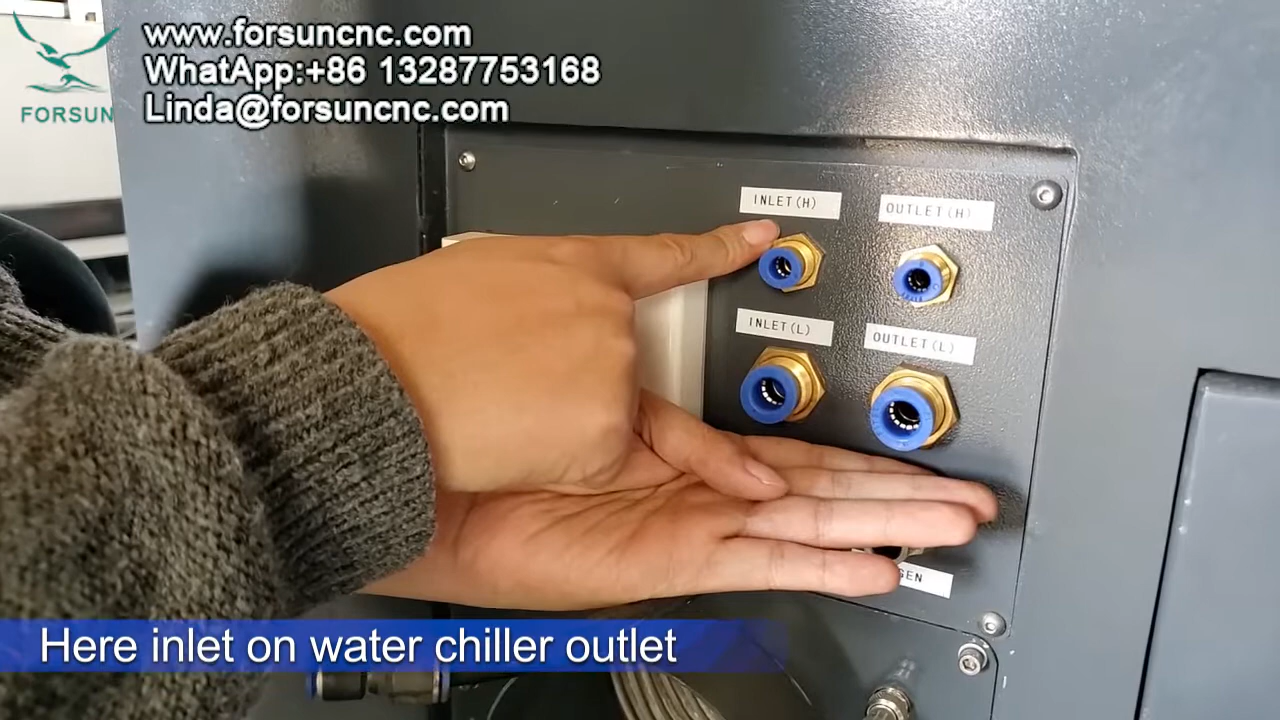 www.forsuncnc.com
WhatApp:+86 13287753168
Linda@forsuncnc.com
FORSUN
INLET(H)
OUTLET(H)
INLET(L)
OUTLET(L)
Here inlet on water chiller outlet